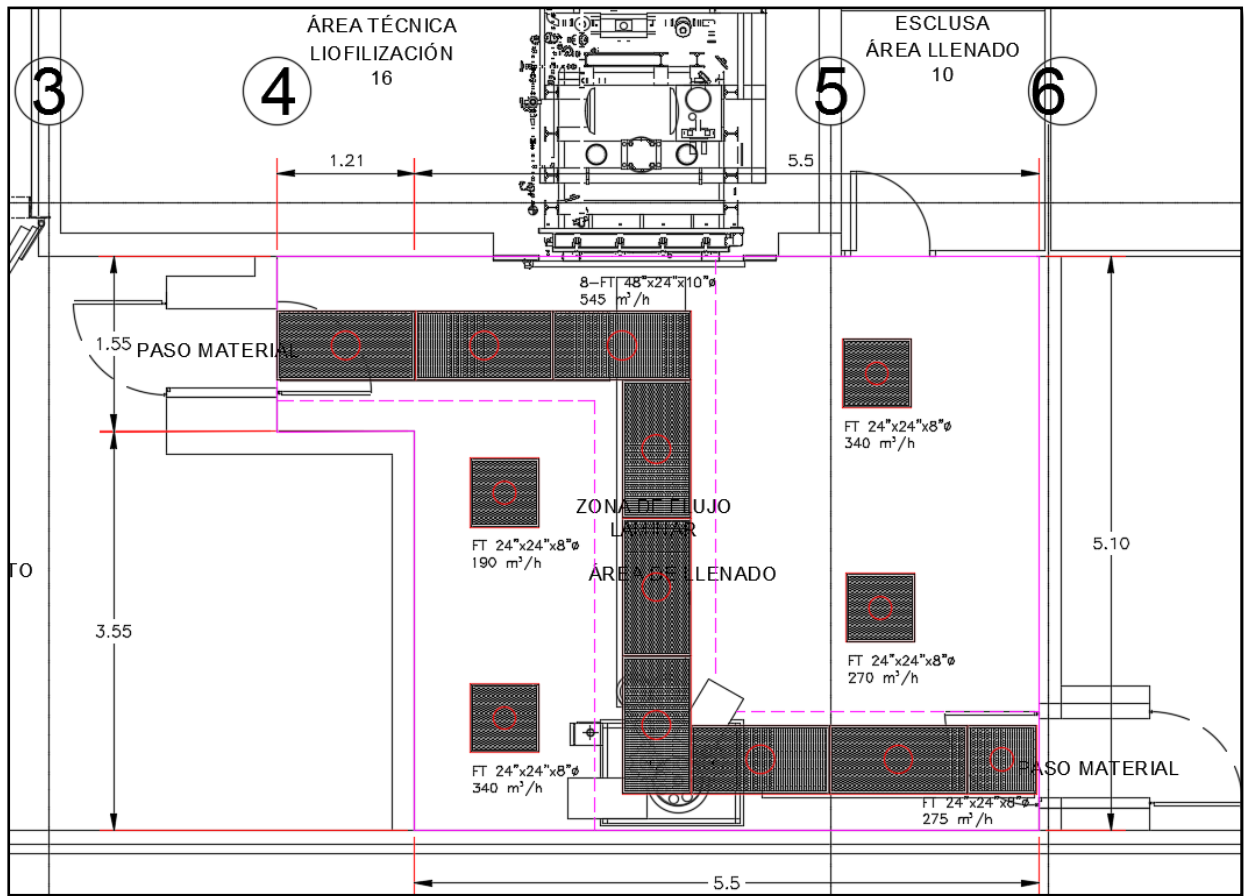 ÁREA TÉCNICA
LIOFILIZACIÓN
16
ESCLUSA
ÁREA LLENADO
10
3
4
5
6
1.21
5.5
8-FT 48"x24"x10"ø
545 m³/h
1.55
PASO MATERIAL
FT 24"x24"x8"ø
340 m³/h
ZONA DE FLUJO
LAMINAR
FT 24"x24"x8"ø
190 m³/h
ÁREA DE LLENADO
5.10
TO
3.55
FT 24"x24"x8"ø
270 m³/h
FT 24"x24"x8"ø
340 m³/h
PASO MATERIAL
FT 24"x24"x8"ø
275 m³/h
5.5